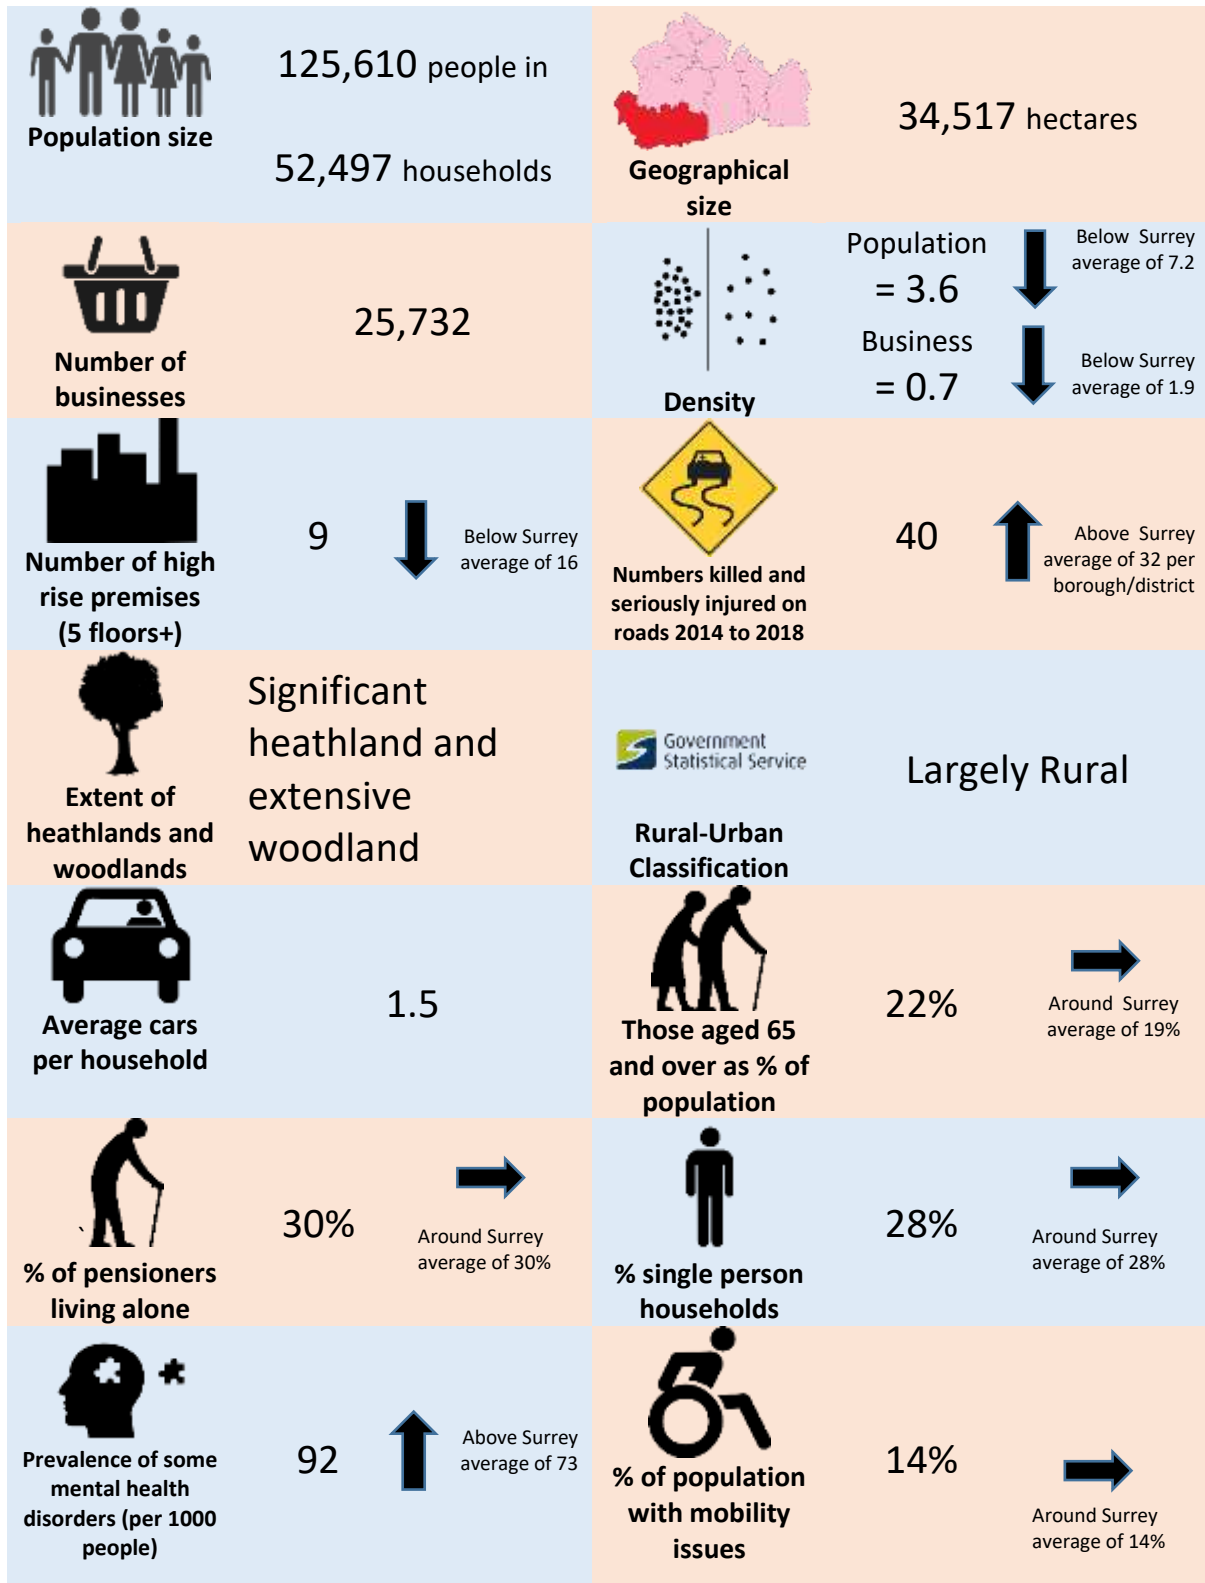 125,610 people in
52,497 households
Population size
34,517 hectares
Geographical
size
25,732
Number of
businesses
Population
= 3.6
Below Surrey
average of 7.2
Business
= 0.7
Below Surrey
average of 1.9
Density
9
Below Surrey
average of 16
Number of high
rise premises
(5 floors+)
40
Above Surrey
average of 32 per
borough/district
Numbers killed and
seriously injured on
roads 2014 to 2018
Significant
heathland and
extensive
woodland
Extent of
heathlands and
woodlands
Government
Statistical Service
Largely Rural
Rural-Urban
Classification
1.5
Average cars
per household
22%
Around Surrey
average of 19%
Those aged 65
and over as % of
population
`
30%
Around Surrey
average of 30%
% of pensioners
living alone
28%
Around Surrey
average of 28%
% single person
households
92
Above Surrey
average of 73
Prevalence of some
mental health
disorders (per 1000
people)
14%
Around Surrey
average of 14%
% of population
with mobility
issues